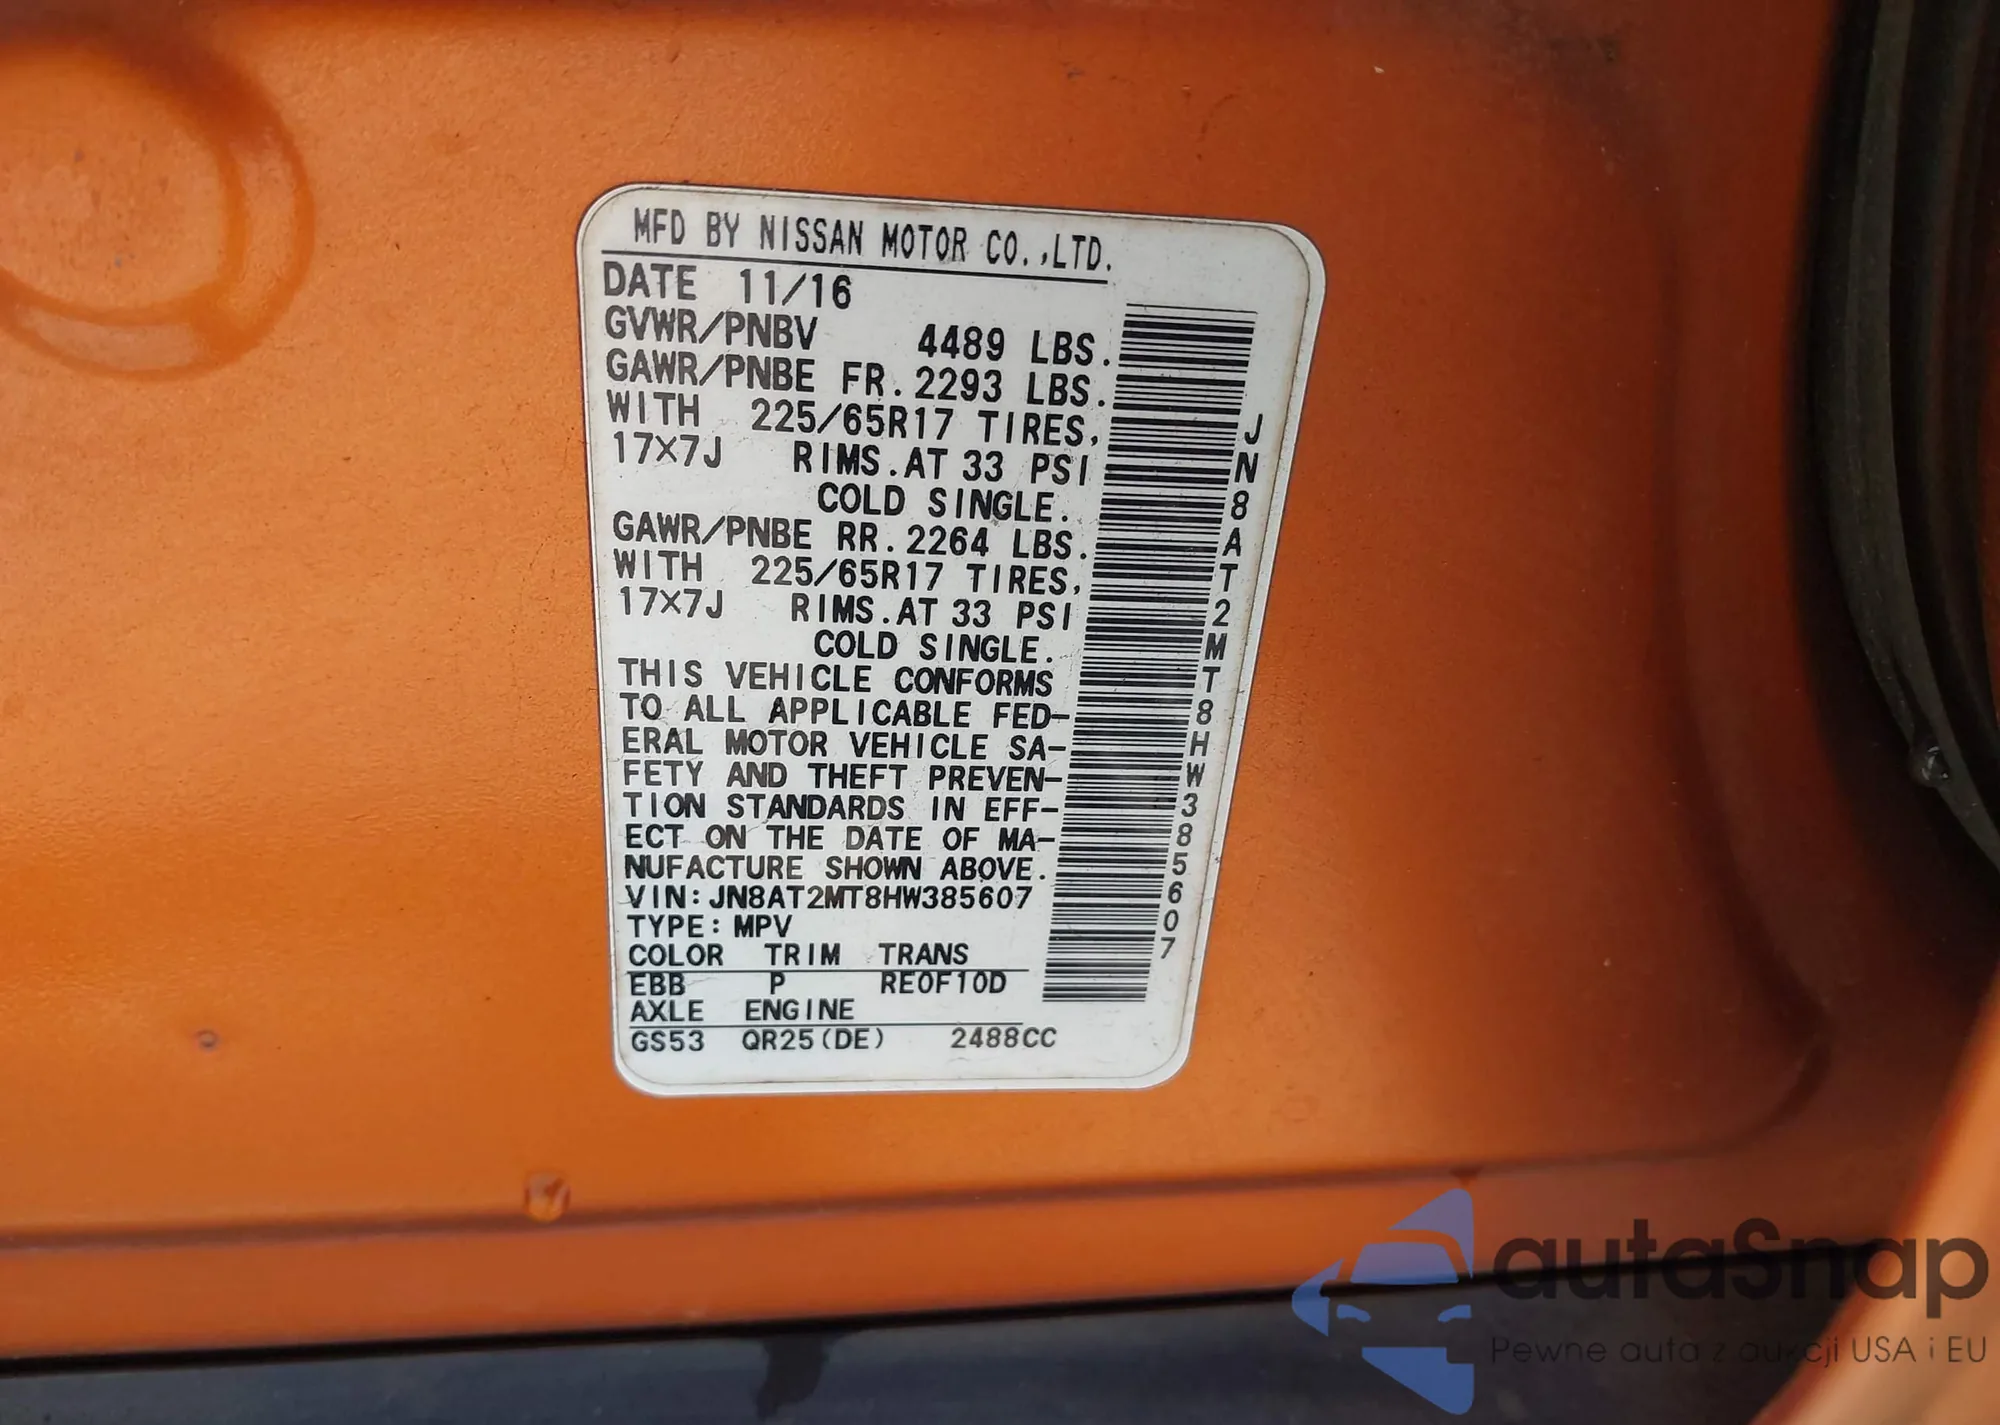 MFD BY NISSAN MOTOR CO.,LTD.
DATE 11/16
GVWR/PNBV 4489 LBS.
GAWR/PNBE FR.2293 LBS.
WITH 225/65R17 TIRES,
17X7J RIMS.AT 33 PSI
COLD SINGLE.
GAWR/PNBE RR.2264 LBS.
WITH 225/65R17 TIRES,
17X7J RIMS.AT 33 PSI
COLD SINGLE.
THIS VEHICLE CONFORMS
TO ALL APPLICABLE FED-
ERAL MOTOR VEHICLE SA-
FETY AND THEFT PREVEN-
TION STANDARDS IN EFF-
ECT ON THE DATE OF MA-
NUFACTURE SHOWN ABOVE.
VIN:JN8AT2MT8HW385607
TYPE:MPV
COLOR TRIM TRANS
EBB P RE0F10D
AXLE ENGINE
GS53 QR25(DE) 2488CC
JN8AT2MT8HW385607
autaSnap
Pewne auta z aukcji USA i EU